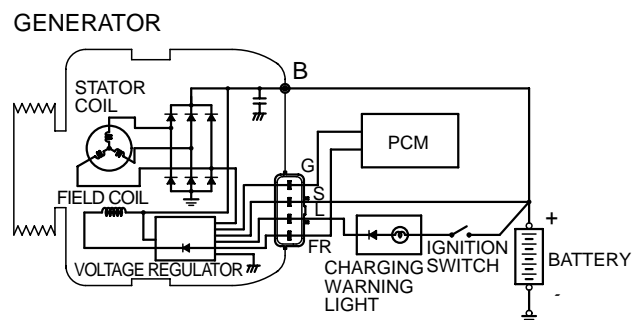 GENERATOR
B
STATOR
COIL
PCM
G
S
FIELD COIL
L
+
FR
IGNITION
SWITCH
BATTERY
VOLTAGE REGULATOR
CHARGING
WARNING
LIGHT
-